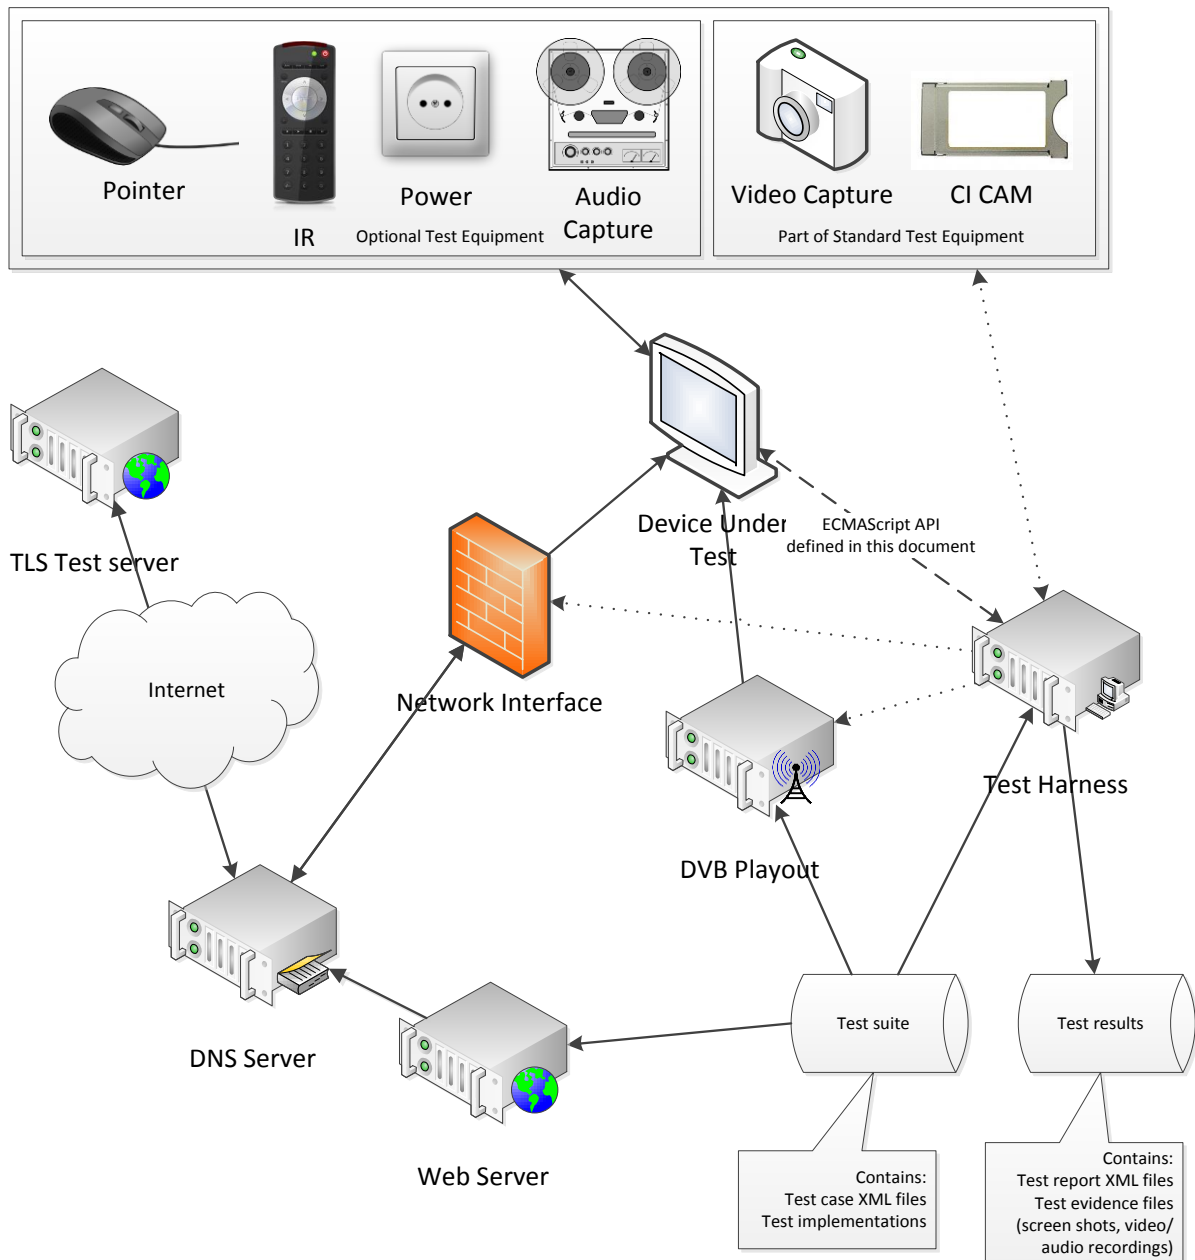 Pointer
IR
Power
Optional Test Equipment
Audio
Capture
Video Capture
CI CAM
Part of Standard Test Equipment
TLS Test server
Device Under
Test
ECMAScript API
defined in this document
Internet
Network Interface
Test Harness
DVB Playout
DNS Server
Test suite
Test results
Web Server
Contains:
Test case XML files
Test implementations
Contains:
Test report XML files
Test evidence files
(screen shots, video/
audio recordings)